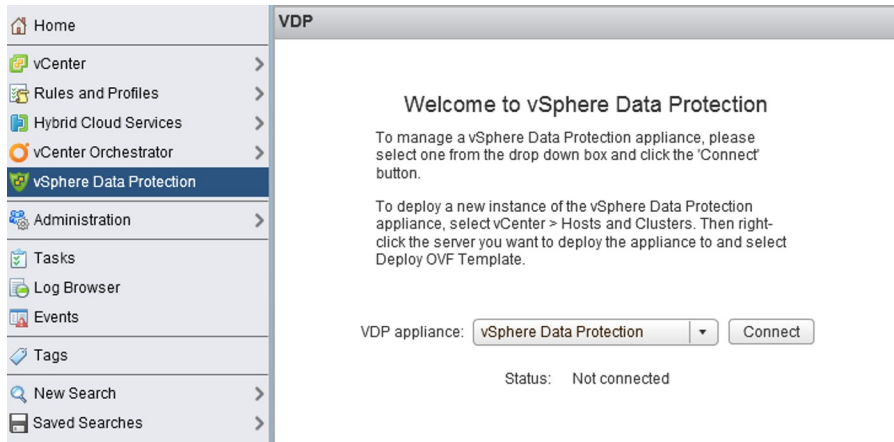 Home
vCenter
Rules and Profiles
Hybrid Cloud Services
vCenter Orchestrator
vSphere Data Protection
Administration
Tasks
Log Browser
Events
Tags
New Search
Saved Searches
VDP
Welcome to vSphere Data Protection
To manage a vSphere Data Protection appliance, please
select one from the drop down box and click the 'Connect'
button.
To deploy a new instance of the vSphere Data Protection
appliance, select vCenter > Hosts and Clusters. Then right-
click the server you want to deploy the appliance to and select
Deploy OVF Template.
VDP appliance: vSphere Data Protection Connect
Status: Not connected